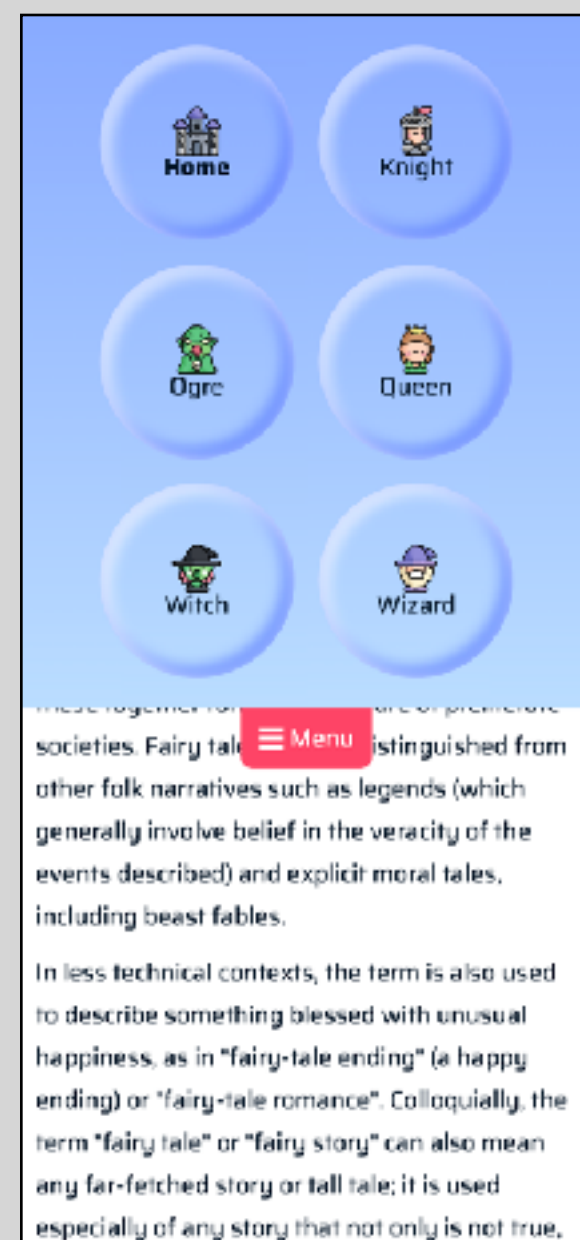 Home
Knight
Ogre
Queen
Witch
Wizard
Menu
societies. Fairy istinguished from
other folk narratives such as legends (which
generally involve belief in the veracity of the
events described) and explicit moral tales,
including beast fables.
In less technical contexts, the term is also used
to describe something blessed with unusual
happiness, as in "fairy-tale ending" (a happy
ending) or "fairy-tale romance". Colloquially, the
term "fairy tale" or "fairy story" can also mean
any far-fetched story or tall tale; it is used
especially of any story that not only is not true,